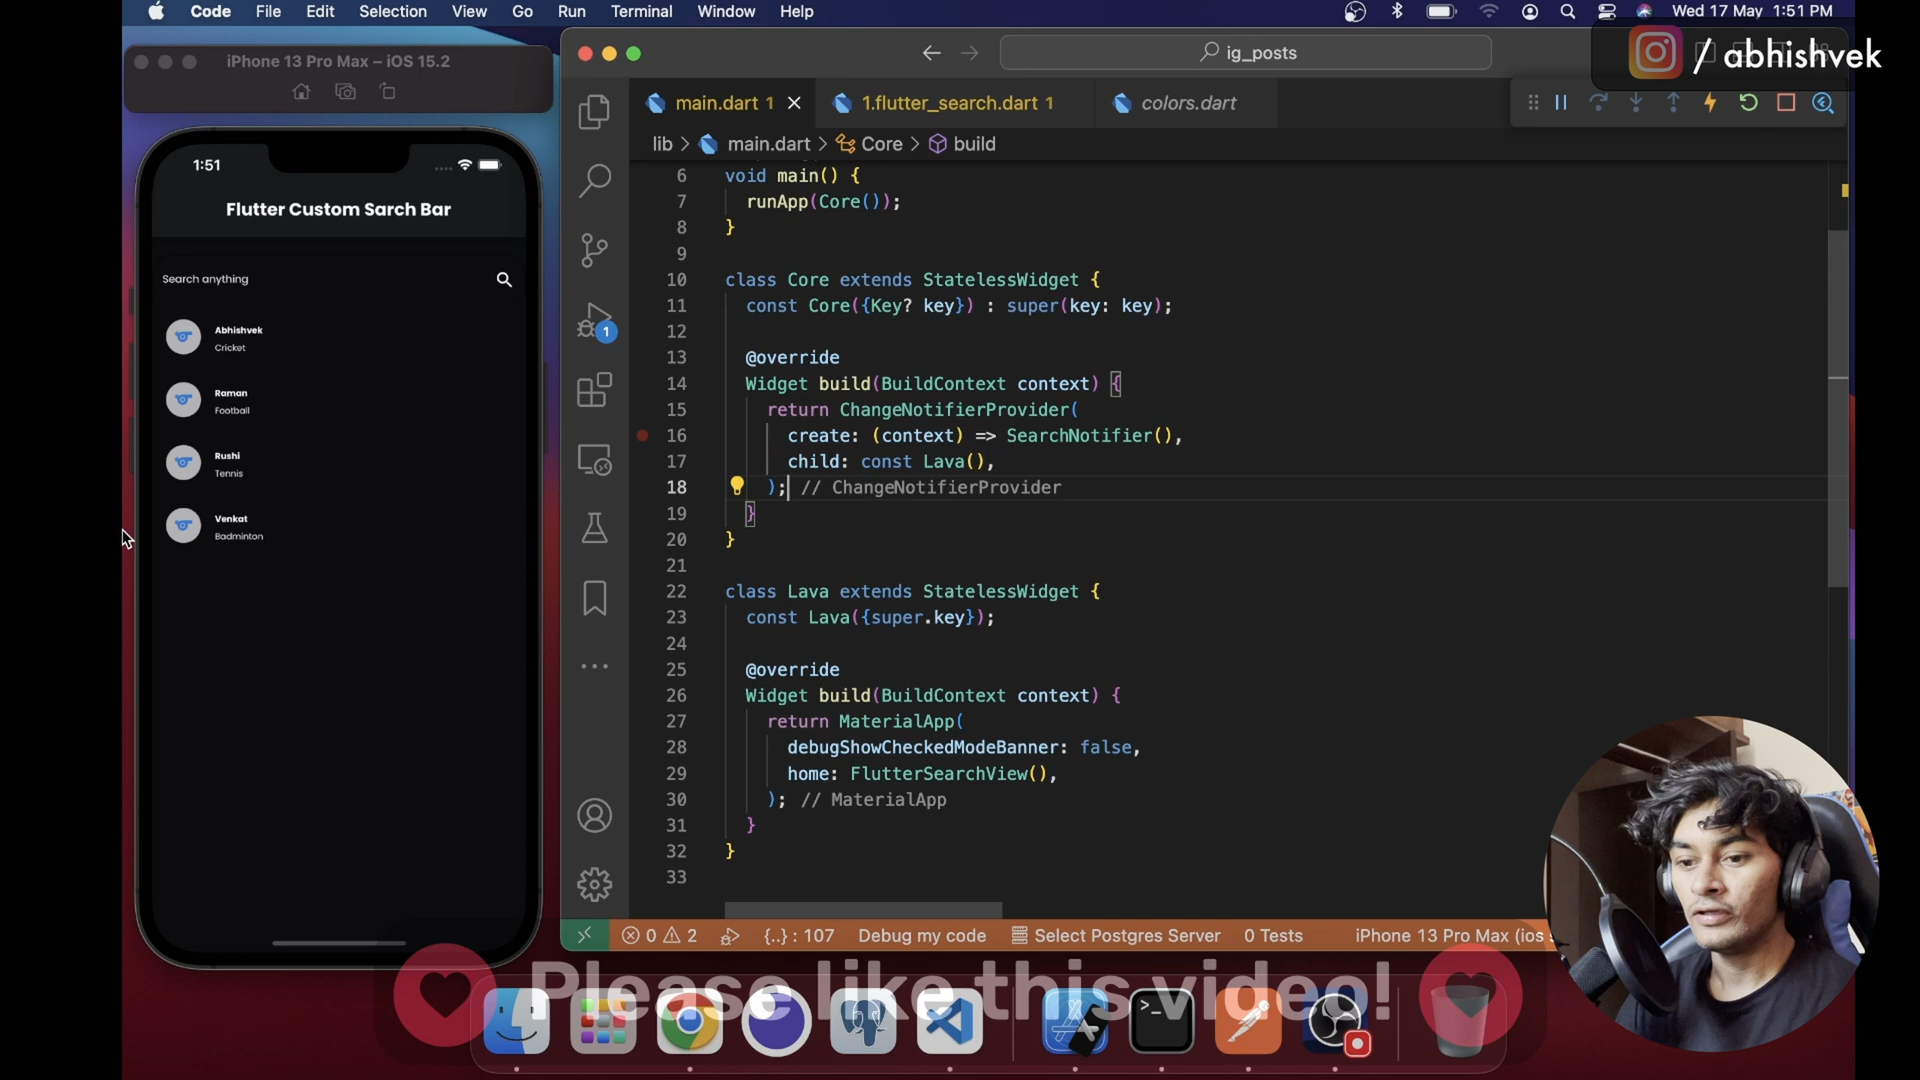 Code File Edit Selection View Go Run Terminal Window Help
Wed 17 May 1:51 PM
/ abhishvek
iPhone 13 Pro Max – iOS 15.2
1:51
Flutter Custom Sarch Bar
Search anything
Abhishvek
Cricket
Raman
Football
Rushi
Tennis
Venkat
Badminton
ig_posts
main.dart 1
1.flutter_search.dart 1
colors.dart
lib > main.dart > Core > build
1
6 void main() {
7 runApp(Core());
8 }
9
10 class Core extends StatelessWidget {
11 const Core({Key? key}) : super(key: key);
12
13 @override
14 Widget build(BuildContext context) {
15 return ChangeNotifierProvider(
16 create: (context) => SearchNotifier(),
17 child: const Lava(),
18 ); // ChangeNotifierProvider
19 }
20 }
21
22 class Lava extends StatelessWidget {
23 const Lava({super.key});
24
25 @override
26 Widget build(BuildContext context) {
27 return MaterialApp(
28 debugShowCheckedModeBanner: false,
29 home: FlutterSearchView(),
30 ); // MaterialApp
31 }
32 }
33
0 2 {..} : 107 Debug my code Select Postgres Server 0 Tests iPhone 13 Pro Max (ios
Please like this video!